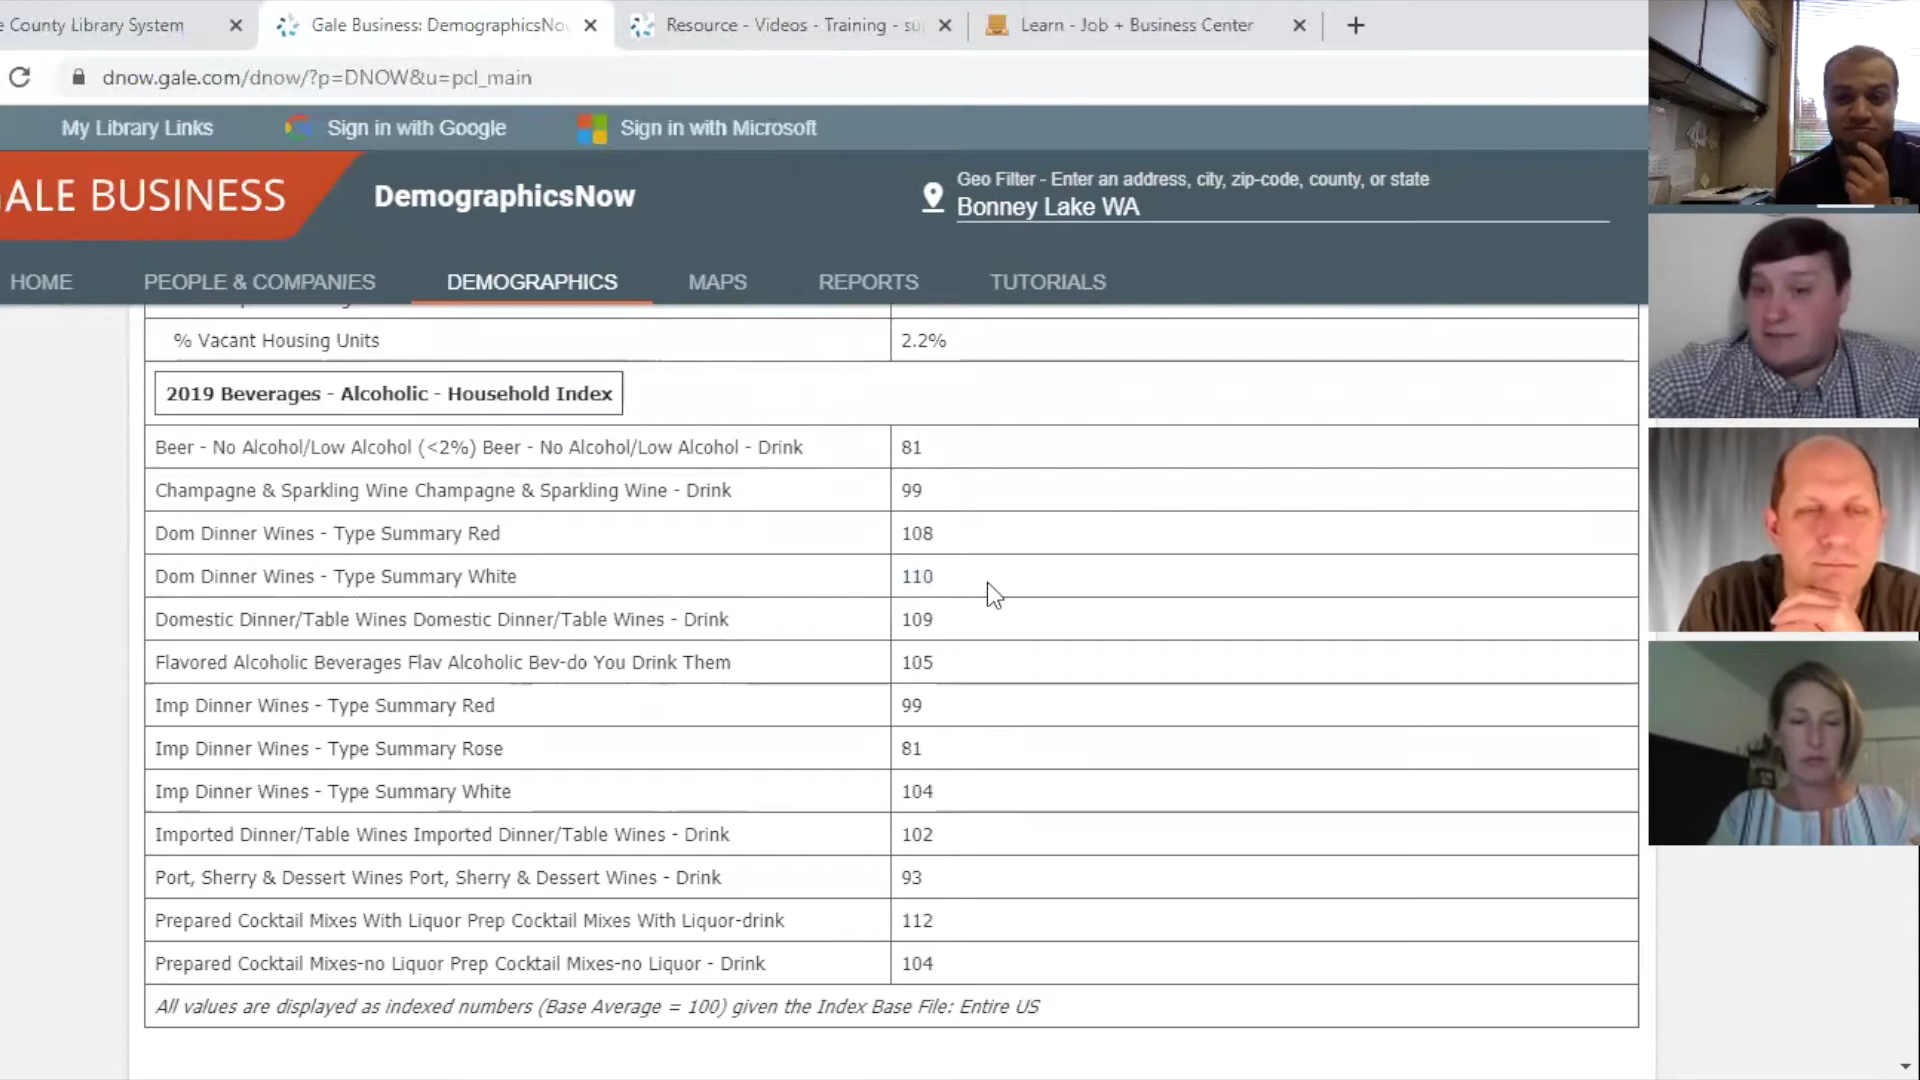 e County Library System
Gale Business: DemographicsNo
Resource - Videos - Training - su
Learn - Job + Business Center
dnow.gale.com/dnow/?p=DNOW&u=pcl_main
My Library Links
Sign in with Google
Sign in with Microsoft
GALE BUSINESS
DemographicsNow
Geo Filter - Enter an address, city, zip-code, county, or state
Bonney Lake WA
HOME
PEOPLE & COMPANIES
DEMOGRAPHICS
MAPS
REPORTS
TUTORIALS
% Vacant Housing Units 2.2%
2019 Beverages - Alcoholic - Household Index
Beer - No Alcohol/Low Alcohol (<2%) Beer - No Alcohol/Low Alcohol - Drink 81
Champagne & Sparkling Wine Champagne & Sparkling Wine - Drink 99
Dom Dinner Wines - Type Summary Red 108
Dom Dinner Wines - Type Summary White 110
Domestic Dinner/Table Wines Domestic Dinner/Table Wines - Drink 109
Flavored Alcoholic Beverages Flav Alcoholic Bev-do You Drink Them 105
Imp Dinner Wines - Type Summary Red 99
Imp Dinner Wines - Type Summary Rose 81
Imp Dinner Wines - Type Summary White 104
Imported Dinner/Table Wines Imported Dinner/Table Wines - Drink 102
Port, Sherry & Dessert Wines Port, Sherry & Dessert Wines - Drink 93
Prepared Cocktail Mixes With Liquor Prep Cocktail Mixes With Liquor-drink 112
Prepared Cocktail Mixes-no Liquor Prep Cocktail Mixes-no Liquor - Drink 104
All values are displayed as indexed numbers (Base Average = 100) given the Index Base File: Entire US